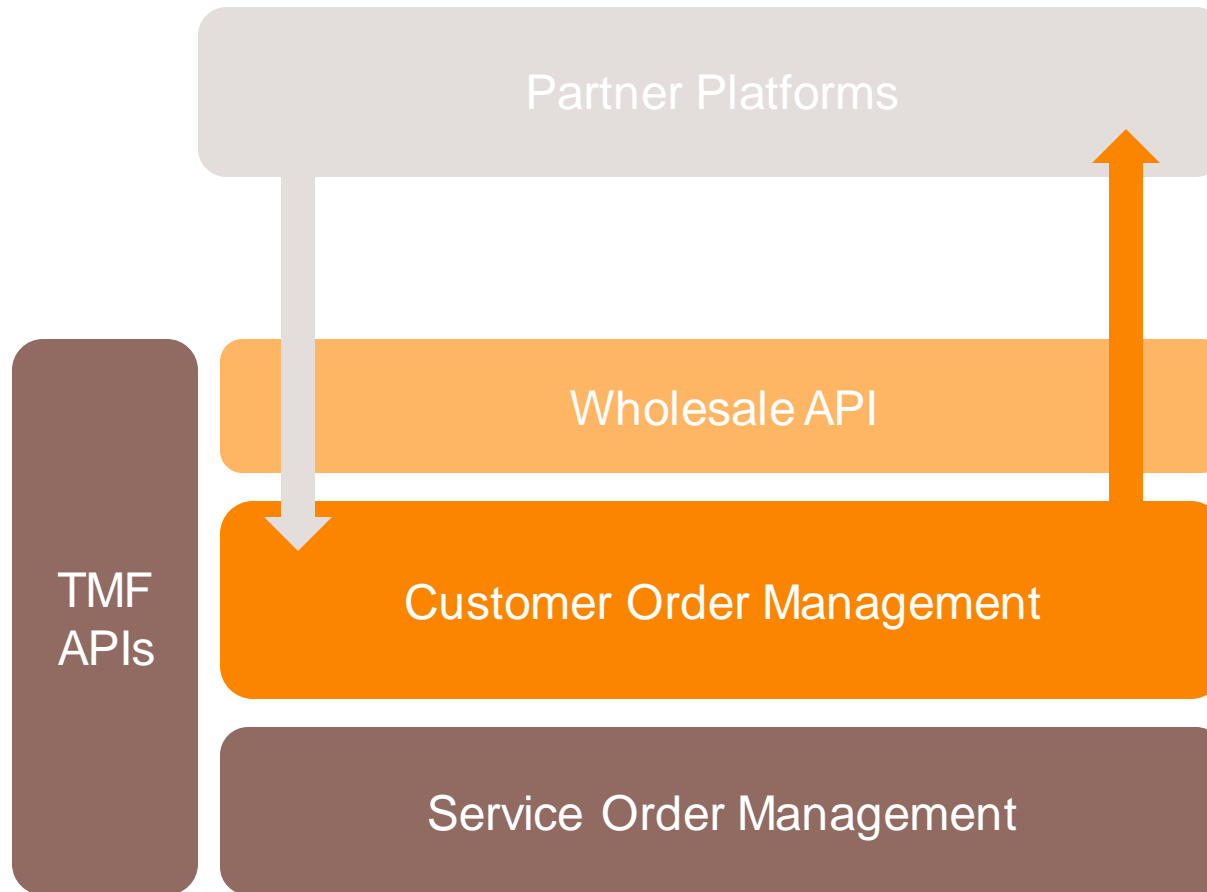 Partner Platforms
Wholesale API
TMF
APIs
Customer Order Management
Service Order Management